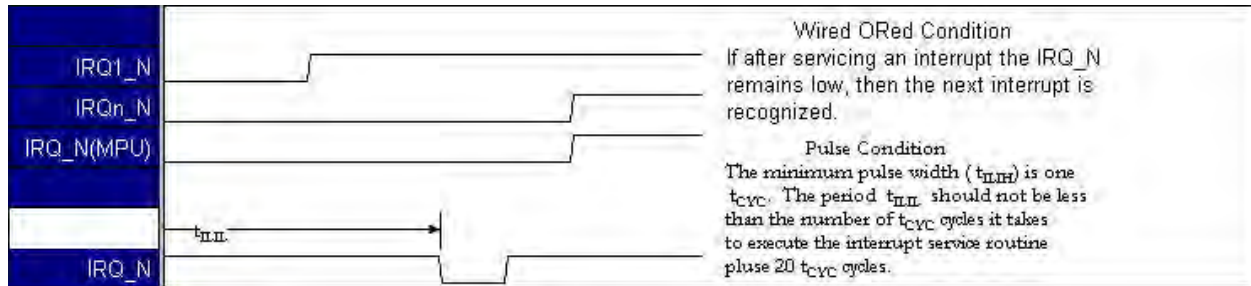 IRQ1_N
IRQn_N
IRQ_N(MPU)
tILIL
IRQ_N
Wired ORed Condition
If after servicing an interrupt the IRQ_N
remains low, then the next interrupt is
recognized.
Pulse Condition
The minimum pulse width ( tILIH) is one
tCYC. The period tILIL should not be less
than the number of tCYC cycles it takes
to execute the interrupt service routine
pluse 20 tCYC cycles.